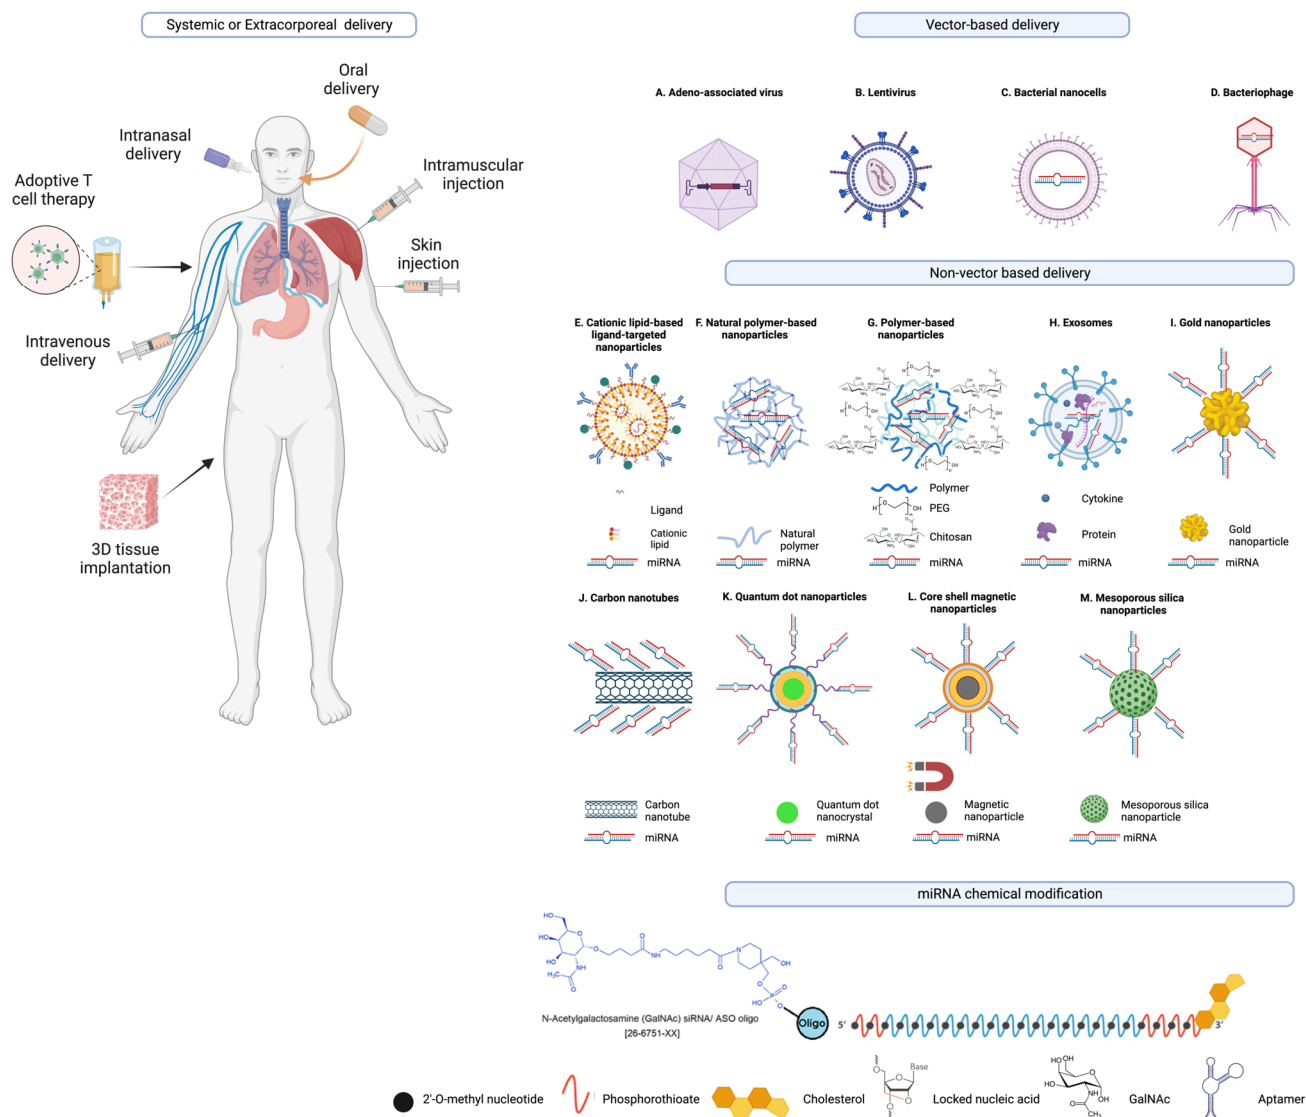 Systemic or Extracorporeal delivery
Oral
delivery
Intranasal
delivery
Intramuscular
injection
Adoptive T
cell therapy
Skin
injection
Intravenous
delivery
3D tissue
implantation
Vector-based delivery
A. Adeno-associated virus
B. Lentivirus
C. Bacterial nanocells
D. Bacteriophage
Non-vector based delivery
E. Cationic lipid-based
ligand-targeted
nanoparticles
F. Natural polymer-based
nanoparticles
G. Polymer-based
nanoparticles
H. Exosomes
I. Gold nanoparticles
Ligand
Cationic
lipid
miRNA
Natural
polymer
miRNA
Polymer
PEG
Chitosan
miRNA
Cytokine
Protein
miRNA
Gold
nanoparticle
miRNA
J. Carbon nanotubes
K. Quantum dot nanoparticles
L. Core shell magnetic
nanoparticles
M. Mesoporous silica
nanoparticles
Carbon
nanotube
miRNA
Quantum dot
nanocrystal
miRNA
Magnetic
nanoparticle
miRNA
Mesoporous silica
nanoparticle
miRNA
miRNA chemical modification
N-Acetylgalactosamine (GalNAc) siRNA/ ASO oligo
[26-6751-XX]
Oligo
5'
3'
2'-O-methyl nucleotide
Phosphorothioate
Cholesterol
Base
Locked nucleic acid
GalNAc
Aptamer